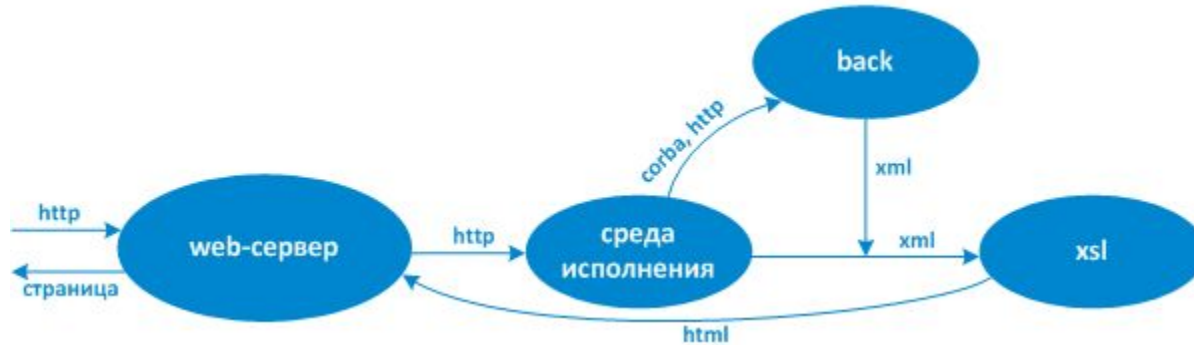 back
corba, http
xml
http
web-сервер
http
среда
исполнения
xml
xsl
страница
html